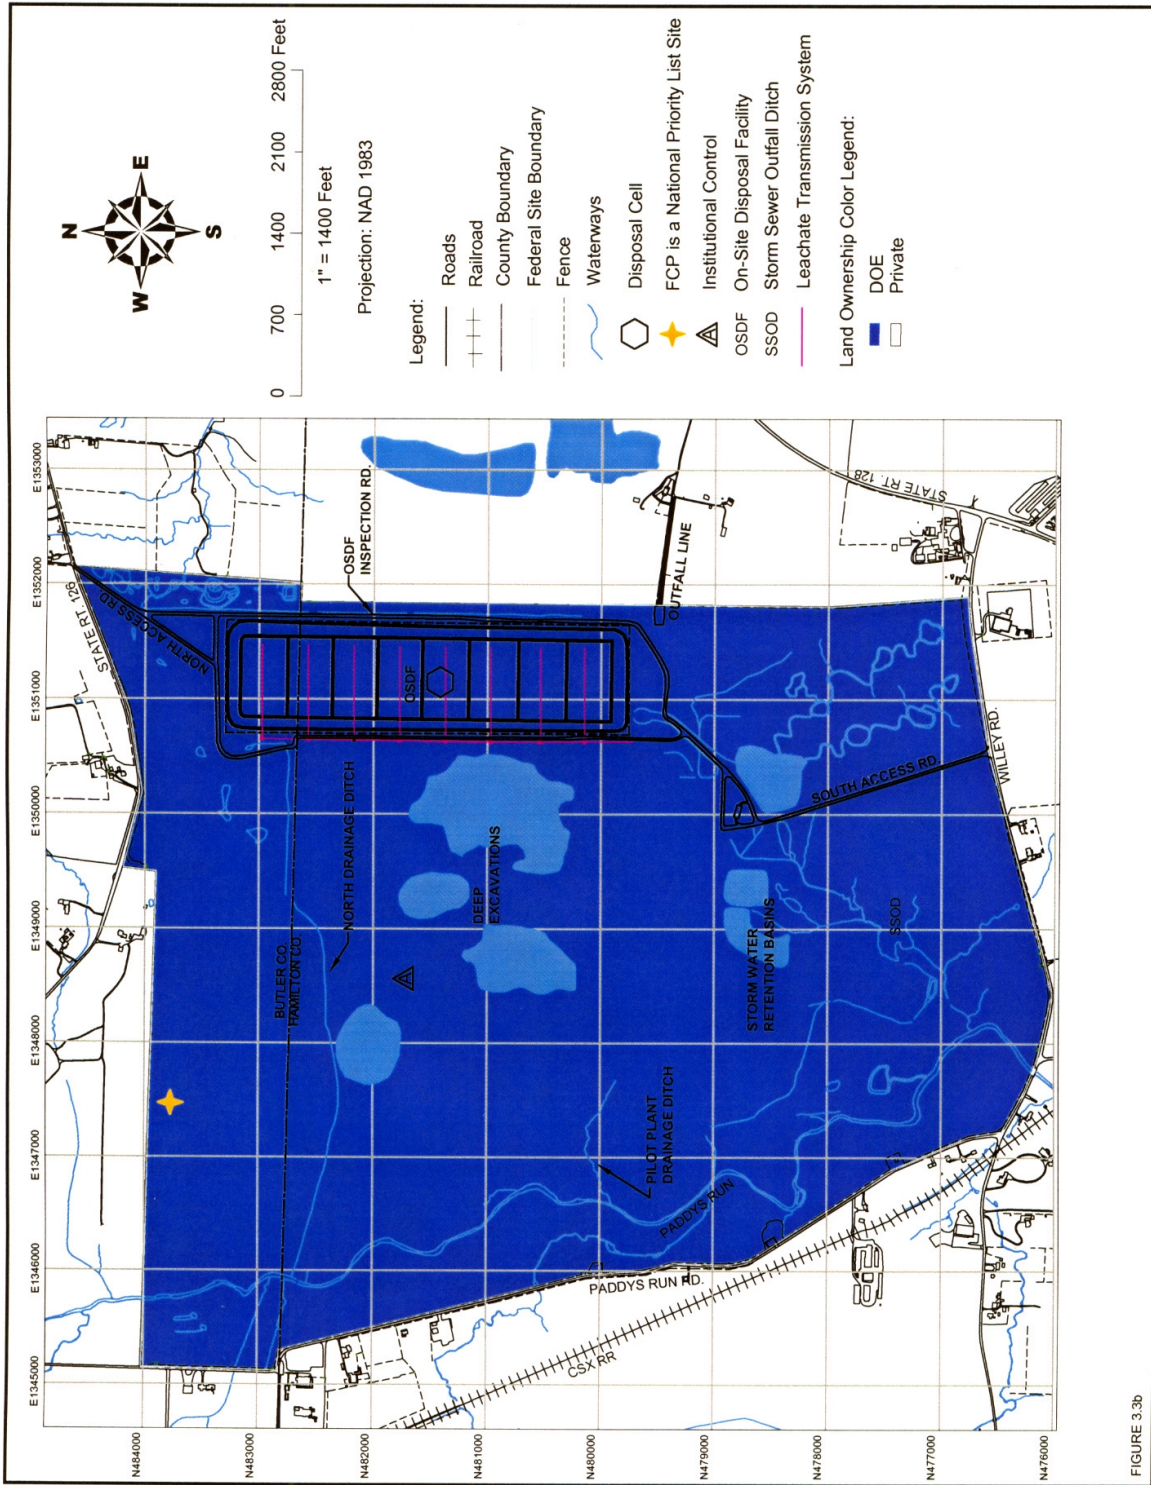 E1345000
E1346000
E1347000
E1348000
E1349000
E1350000
E1351000
E1352000
E1353000
N484000
N483000
N482000
N481000
N480000
N479000
N478000
N477000
N476000
STATE RT. 126
NORTH ACCESS RD.
OSDF
INSPECTION RD.
OSDF
BUTLER CO.
HAMILTON CO.
NORTH DRAINAGE DITCH
DEEP
EXCAVATIONS
OUTFALL LINE
STATE RT. 128
PILOT PLANT
DRAINAGE DITCH
PADDYS RUN
PADDYS RUN RD.
CSX RR
STORM WATER
RETENTION BASINS
SOUTH ACCESS RD.
SSOD
WILLEY RD.
A
N
W
E
S
0
700
1400
2100
2800 Feet
1" = 1400 Feet
Projection: NAD 1983
Legend:
Roads
Railroad
County Boundary
Federal Site Boundary
Fence
Waterways
Disposal Cell
FCP is a National Priority List Site
A
Institutional Control
OSDF
On-Site Disposal Facility
SSOD
Storm Sewer Outfall Ditch
Leachate Transmission System
Land Ownership Color Legend:
DOE
Private
FIGURE 3.3b